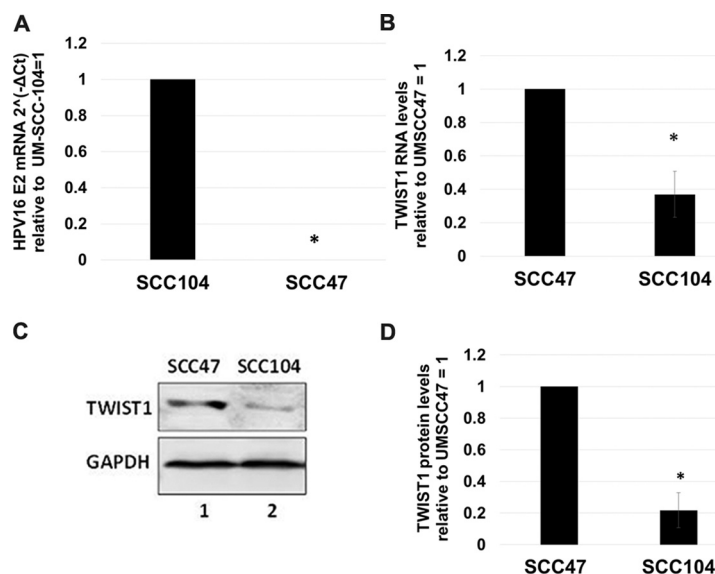 A
HPV16 E2 mRNA 2^(-ΔCt)
relative to UM-SCC-104=1
1.2
1
0.8
0.6
0.4
0.2
0
*
SCC104 SCC47
B
TWIST1 RNA levels
relative to UMSCC47 = 1
1.2
1
0.8
0.6
0.4
0.2
0
*
SCC47 SCC104
C
SCC47 SCC104
TWIST1
GAPDH
1 2
D
TWIST1 protein levels
relative to UMSCC47 = 1
1.2
1
0.8
0.6
0.4
0.2
0
*
SCC47 SCC104